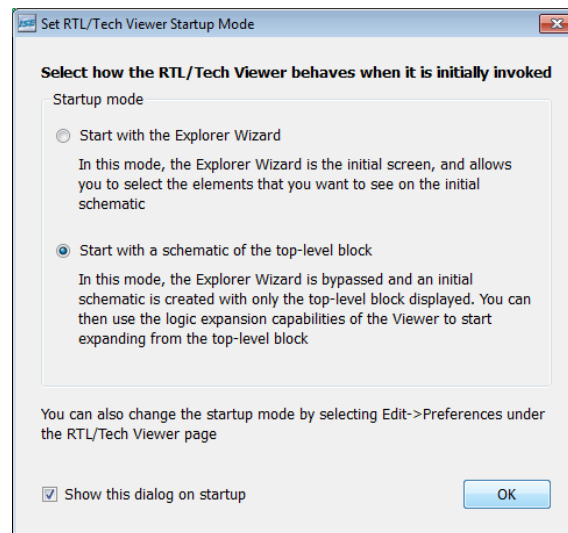 ISE Set RTL/Tech Viewer Startup Mode
Select how the RTL/Tech Viewer behaves when it is initially invoked
Startup mode
Start with the Explorer Wizard
In this mode, the Explorer Wizard is the initial screen, and allows
you to select the elements that you want to see on the initial
schematic
Start with a schematic of the top-level block
In this mode, the Explorer Wizard is bypassed and an initial
schematic is created with only the top-level block displayed. You can
then use the logic expansion capabilities of the Viewer to start
expanding from the top-level block
You can also change the startup mode by selecting Edit->Preferences under
the RTL/Tech Viewer page
Show this dialog on startup
OK